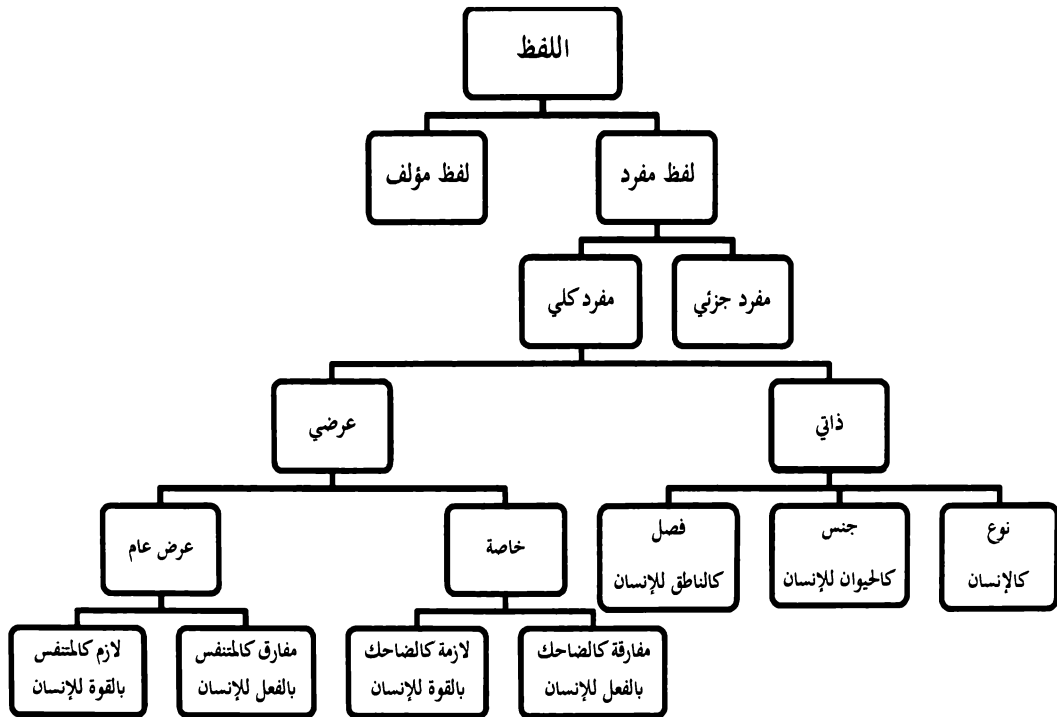 اللفظ
لفظ مفرد
لفظ مؤلف
مفرد جزئي
مفرد كلي
ذاتي
عرضي
نوع
كالإنسان
جنس
كالحيوان للإنسان
فصل
كالناطق للإنسان
خاصة
عرض عام
مفارقة كالضاحك
بالفعل للإنسان
لازمة كالضاحك
بالقوة للإنسان
مفارق كالمتنفس
بالفعل للإنسان
لازم كالمتنفس
بالقوة للإنسان